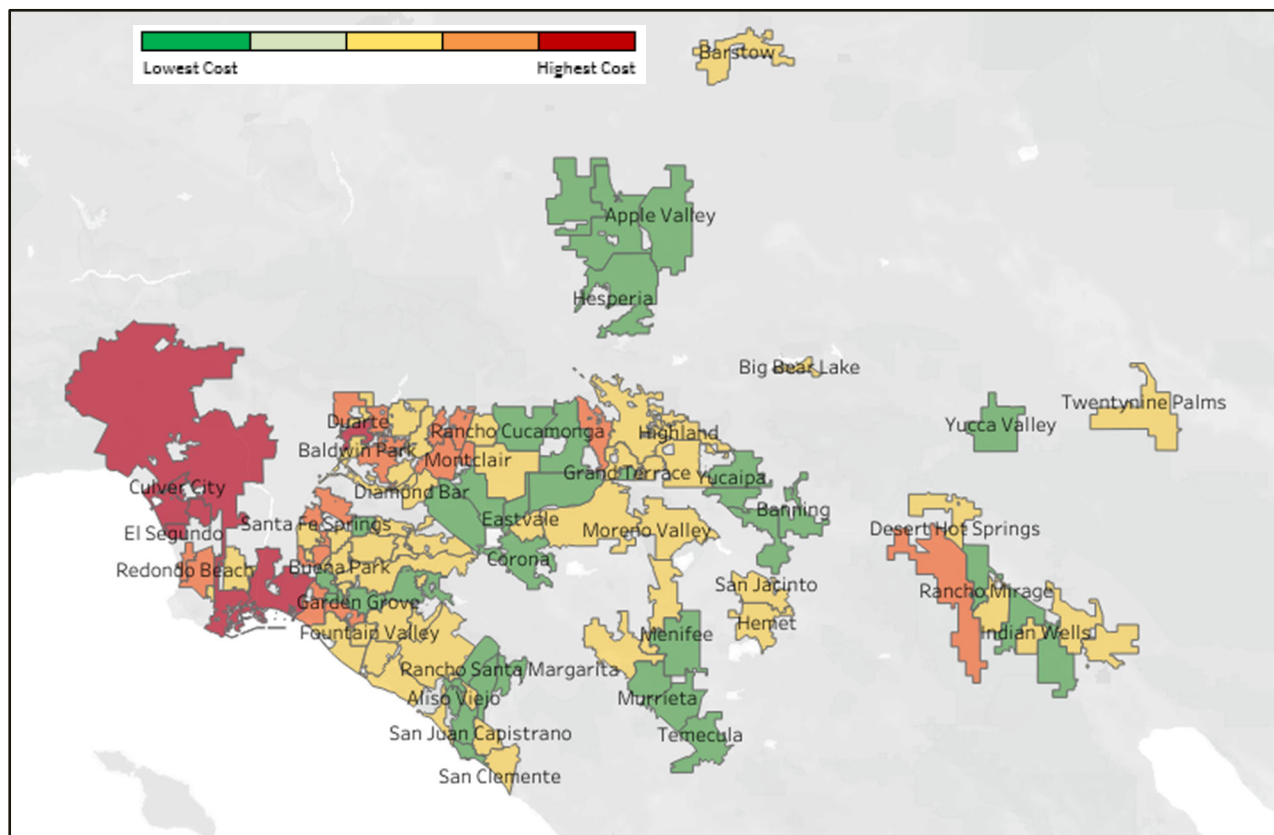 Lowest Cost
Highest Cost
Barstow
Apple Valley
Hesperia
Big Bear Lake
Twentynine Palms
Yucca Valley
Duarte
Rancho Cucamonga
Highland
Baldwin Park
Montclair
Grand Terrace
Yucaipa
Culver City
Diamond Bar
Banning
El Segundo
Santa Fe Springs
Eastvale
Moreno Valley
Desert Hot Springs
Redondo Beach
Buena Park
Corona
San Jacinto
Rancho Mirage
Garden Grove
Hemet
Fountain Valley
Menifee
Indian Wells
Rancho Santa Margarita
Aliso Viejo
Murrieta
San Juan Capistrano
Temecula
San Clemente